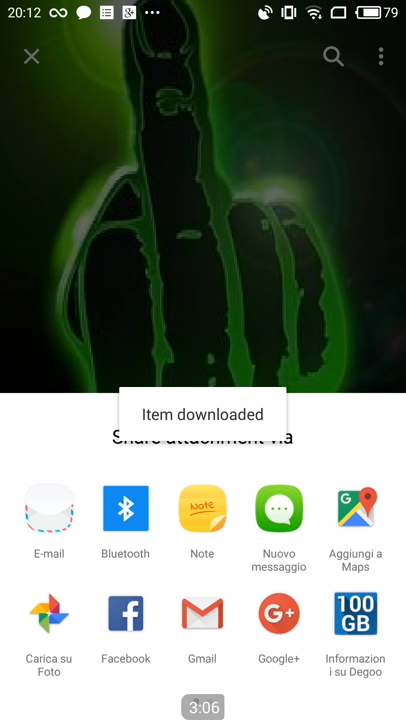 20:12
79
Item downloaded
Share attachment via
Note
E-mail
Bluetooth
Note
Nuovo
messaggio
G
Aggiungi a
Maps
G+
100
GB
Carica su
Foto
Facebook
Gmail
Google+
Informazion
i su Degoo
3:06